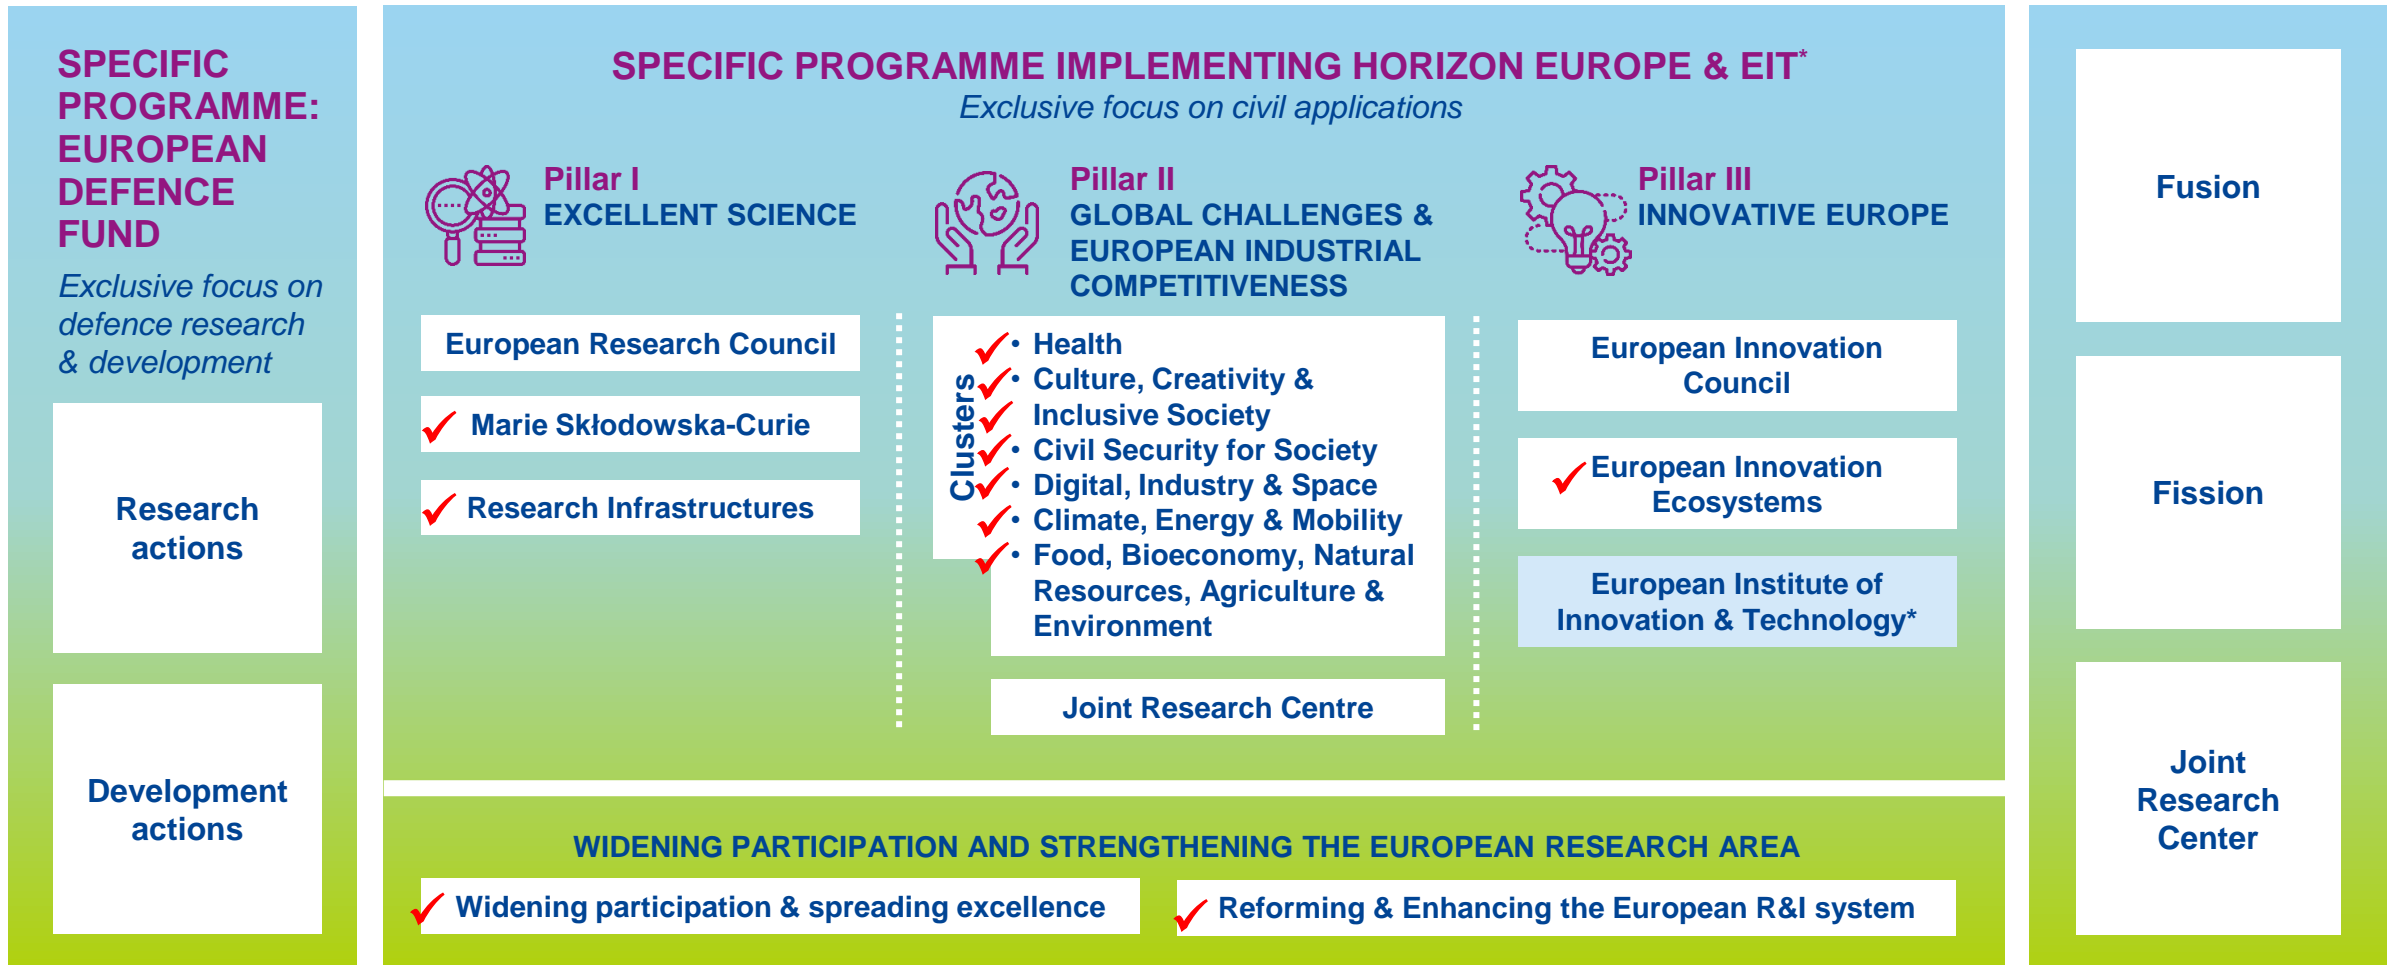 SPECIFIC
PROGRAMME:
EUROPEAN
DEFENCE
FUND
Exclusive focus on
defence research
& development
Research
actions
Development
actions
SPECIFIC PROGRAMME IMPLEMENTING HORIZON EUROPE & EIT*
Exclusive focus on civil applications
Pillar I
EXCELLENT SCIENCE
European Research Council
Marie Skłodowska-Curie
Research Infrastructures
Pillar II
GLOBAL CHALLENGES &
EUROPEAN INDUSTRIAL
COMPETITIVENESS
Clusters
• Health
• Culture, Creativity &
Inclusive Society
• Civil Security for Society
• Digital, Industry & Space
• Climate, Energy & Mobility
• Food, Bioeconomy, Natural
Resources, Agriculture &
Environment
Joint Research Centre
Pillar III
INNOVATIVE EUROPE
European Innovation
Council
European Innovation
Ecosystems
European Institute of
Innovation & Technology*
WIDENING PARTICIPATION AND STRENGTHENING THE EUROPEAN RESEARCH AREA
Widening participation & spreading excellence
Reforming & Enhancing the European R&I system
Fusion
Fission
Joint
Research
Center